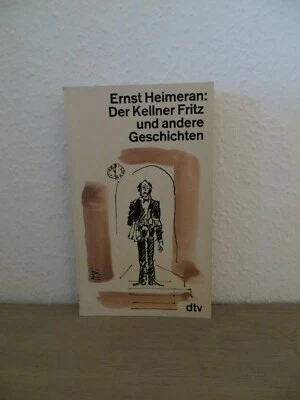 Ernst Heimeran:
Der Kellner Fritz
und andere
Geschichten
dtv